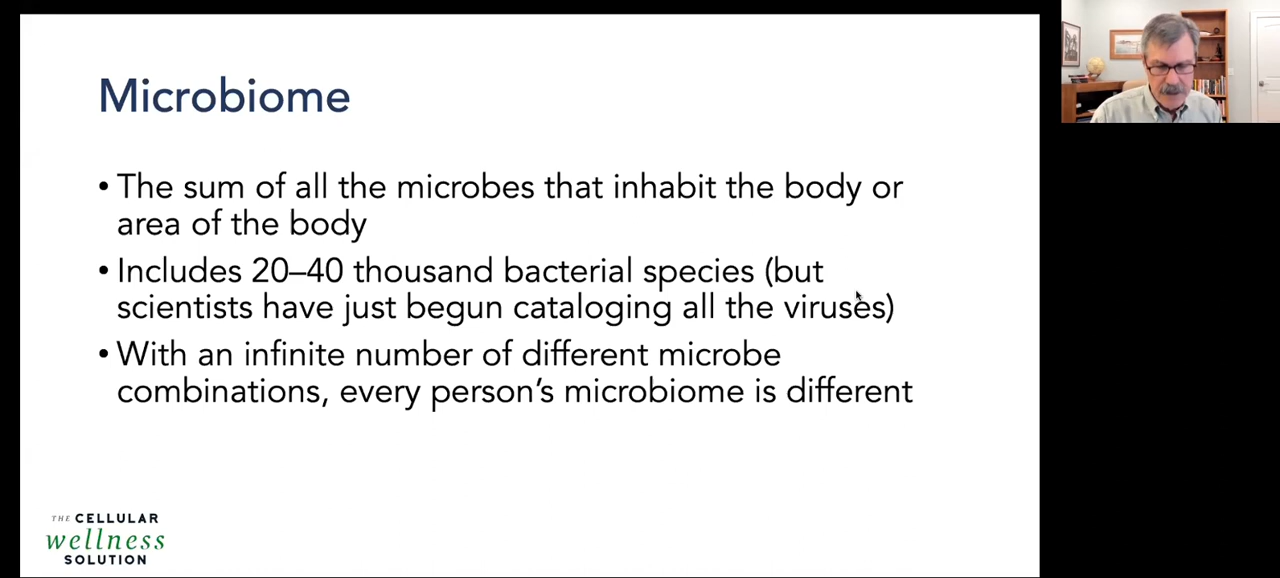 Microbiome
• The sum of all the microbes that inhabit the body or
area of the body
• Includes 20–40 thousand bacterial species (but
scientists have just begun cataloging all the viruses)
• With an infinite number of different microbe
combinations, every person’s microbiome is different
THE CELLULAR
wellness
SOLUTION